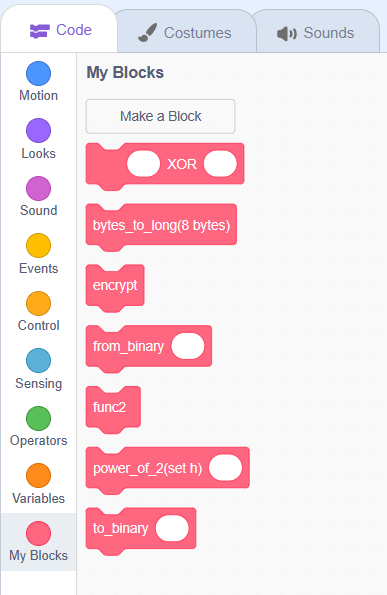 Code
Costumes
Sounds
Motion
Looks
Sound
Events
Control
Sensing
Operators
Variables
My Blocks
My Blocks
Make a Block
XOR
bytes_to_long(8 bytes)
encrypt
from_binary
func2
power_of_2(set h)
to_binary